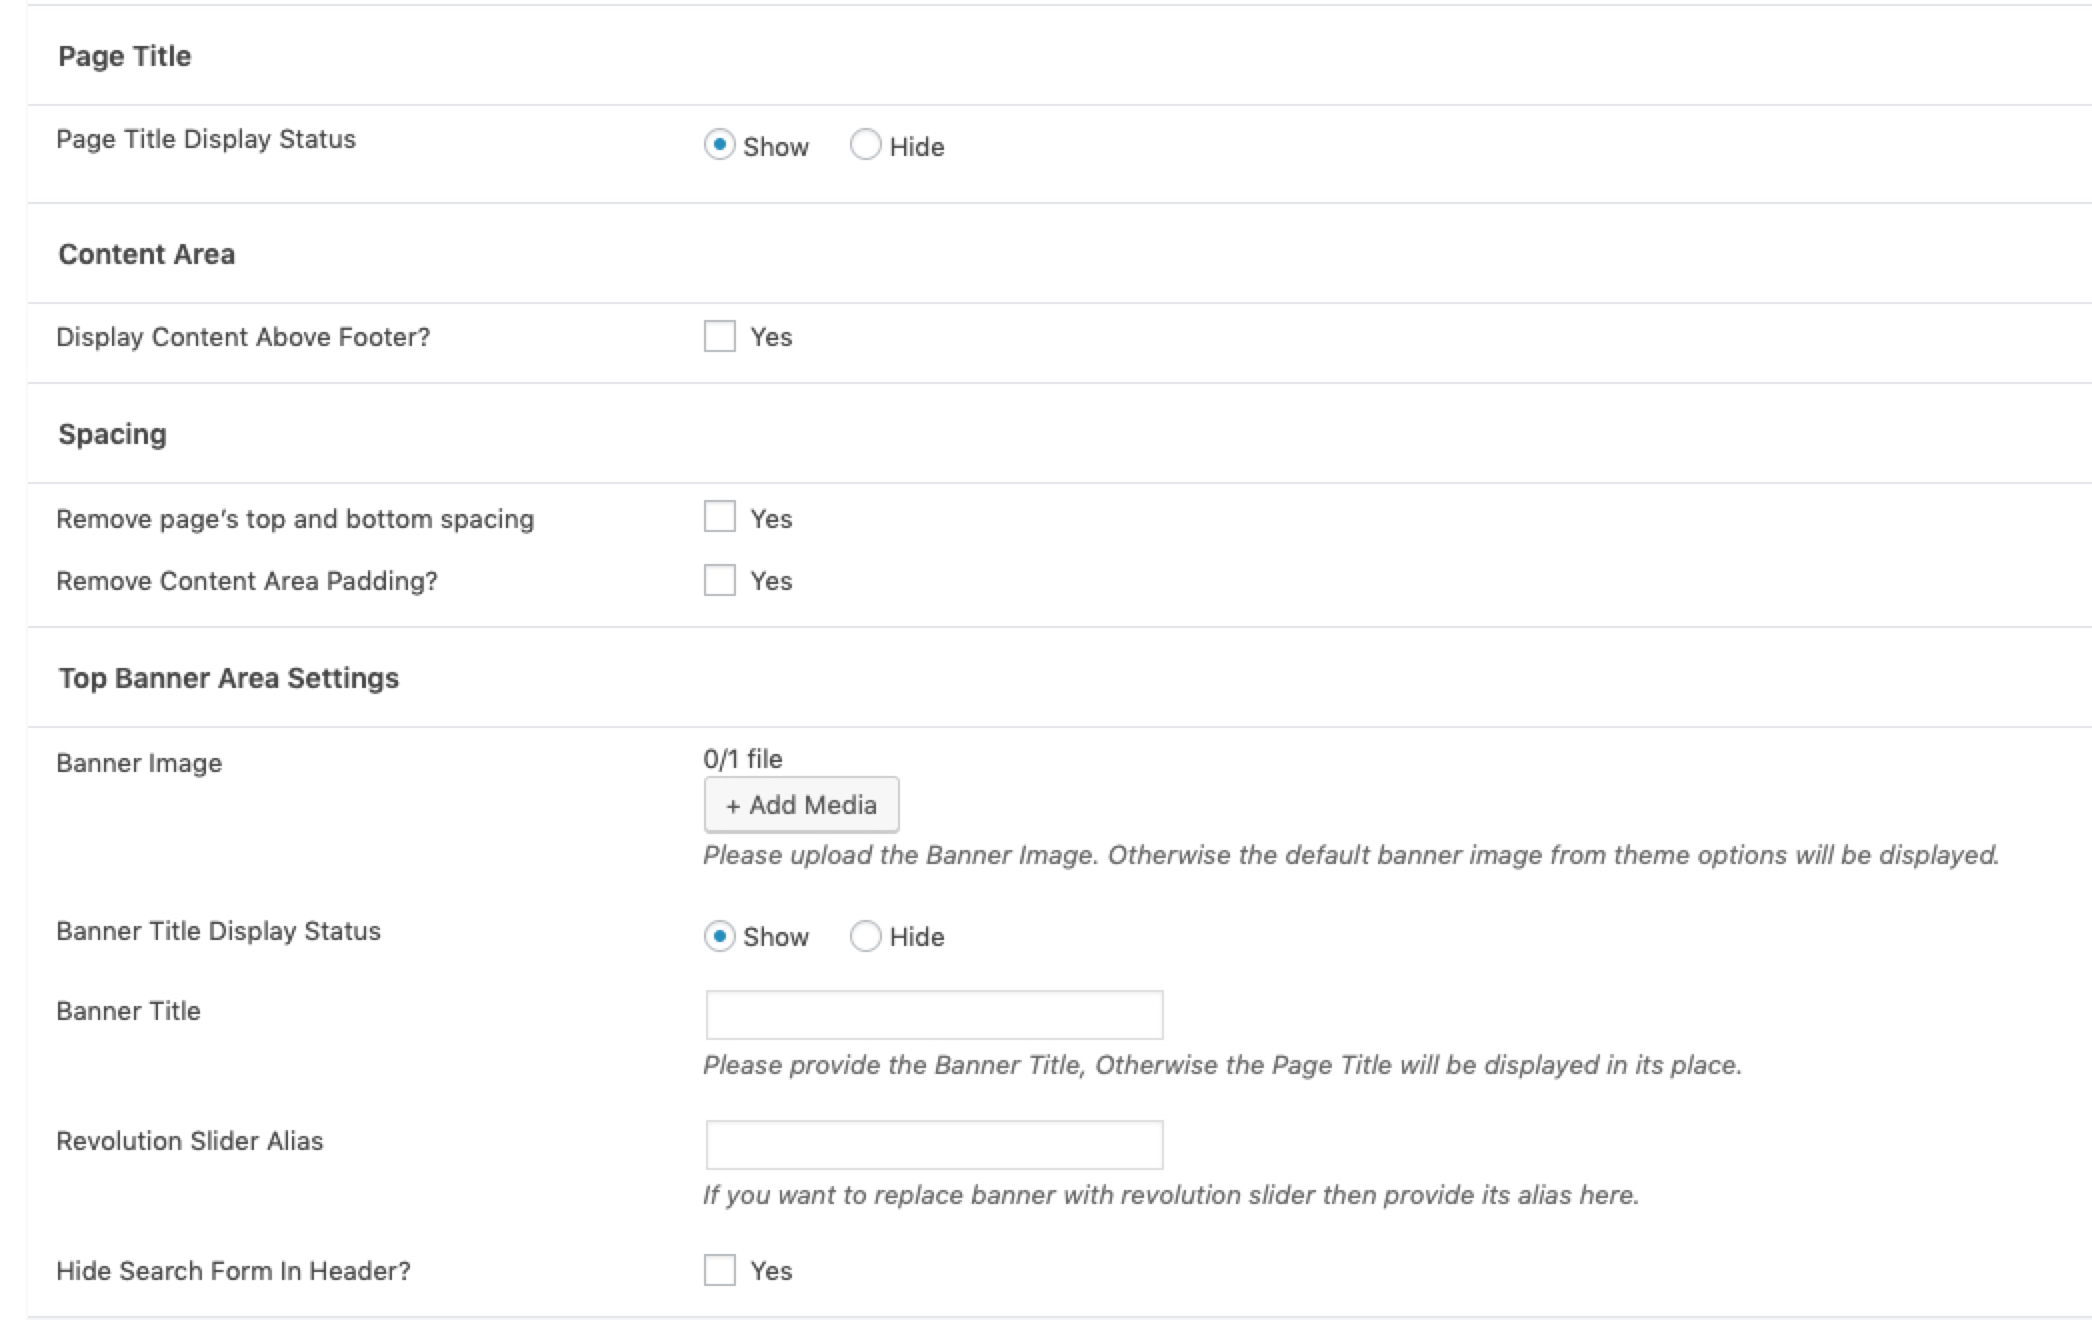 Page Title
Page Title Display Status
Show Hide
Content Area
Display Content Above Footer?
Yes
Spacing
Remove page's top and bottom spacing
Yes
Remove Content Area Padding?
Yes
Top Banner Area Settings
Banner Image
0/1 file
+ Add Media
Please upload the Banner Image. Otherwise the default banner image from theme options will be displayed.
Banner Title Display Status
Show Hide
Banner Title
Please provide the Banner Title, Otherwise the Page Title will be displayed in its place.
Revolution Slider Alias
If you want to replace banner with revolution slider then provide its alias here.
Hide Search Form In Header?
Yes